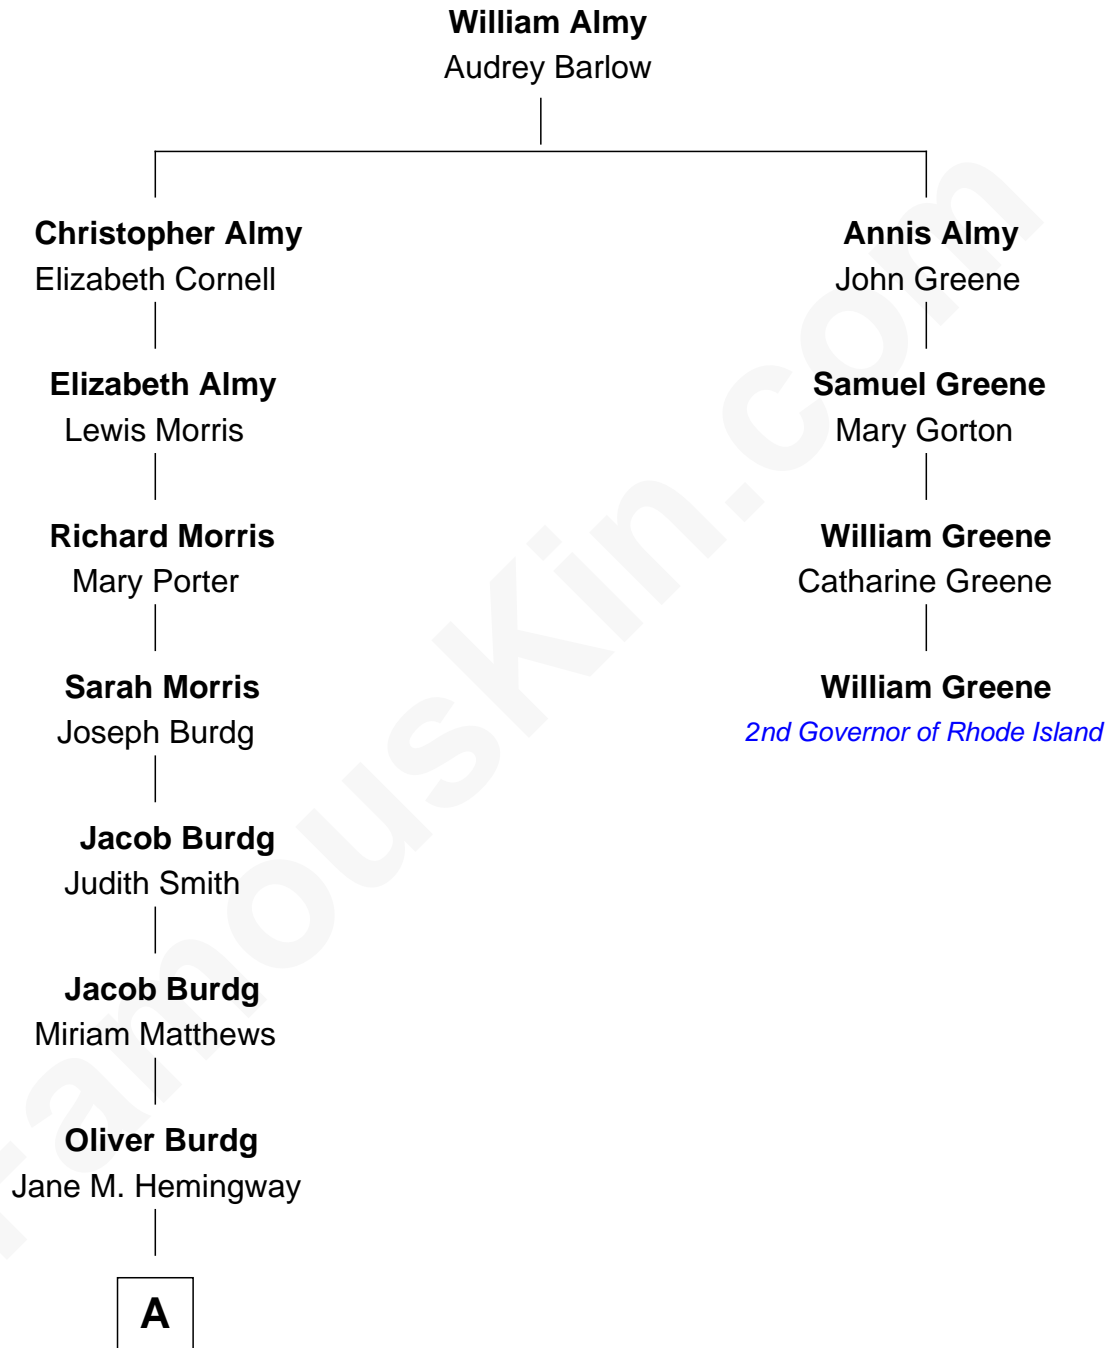 William Almy
Audrey Barlow
Christopher Almy
Elizabeth Cornell
Annis Almy
John Greene
Elizabeth Almy
Lewis Morris
Samuel Greene
Mary Gorton
Richard Morris
Mary Porter
William Greene
Catharine Greene
Sarah Morris
Joseph Burdg
William Greene
2nd Governor of Rhode Island
Jacob Burdg
Judith Smith
Jacob Burdg
Miriam Matthews
Oliver Burdg
Jane M. Hemingway
A
FamousKin.com